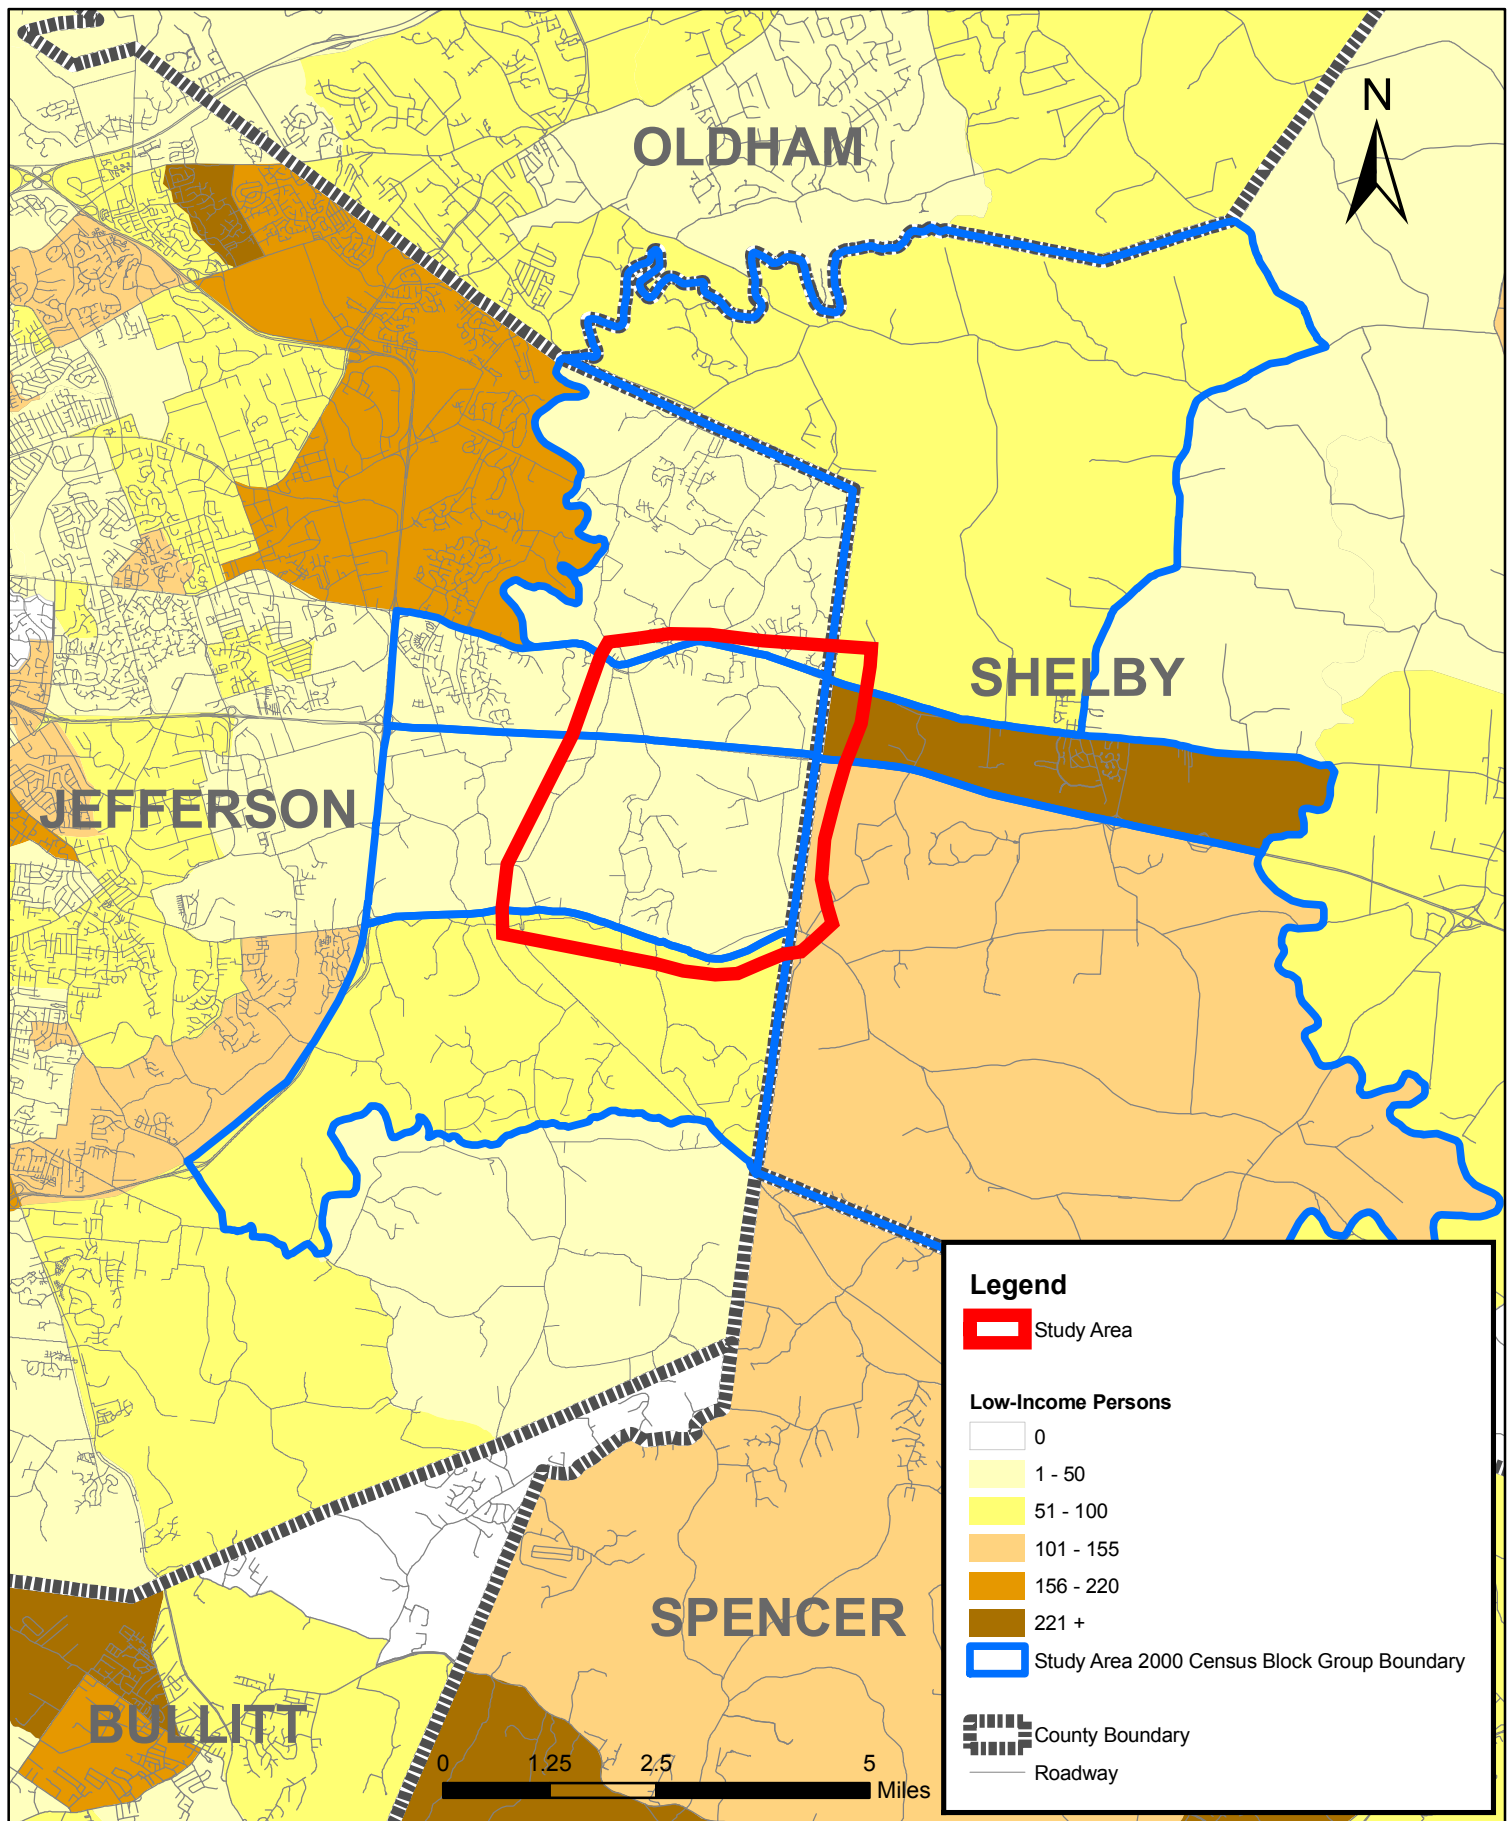 N
OLDHAM
SHELBY
JEFFERSON
SPENCER
BULLITT
Legend
Study Area
Low-Income Persons
0
1 - 50
51 - 100
101 - 155
156 - 220
221 +
Study Area 2000 Census Block Group Boundary
County Boundary
Roadway
0 1.25 2.5 5
Miles